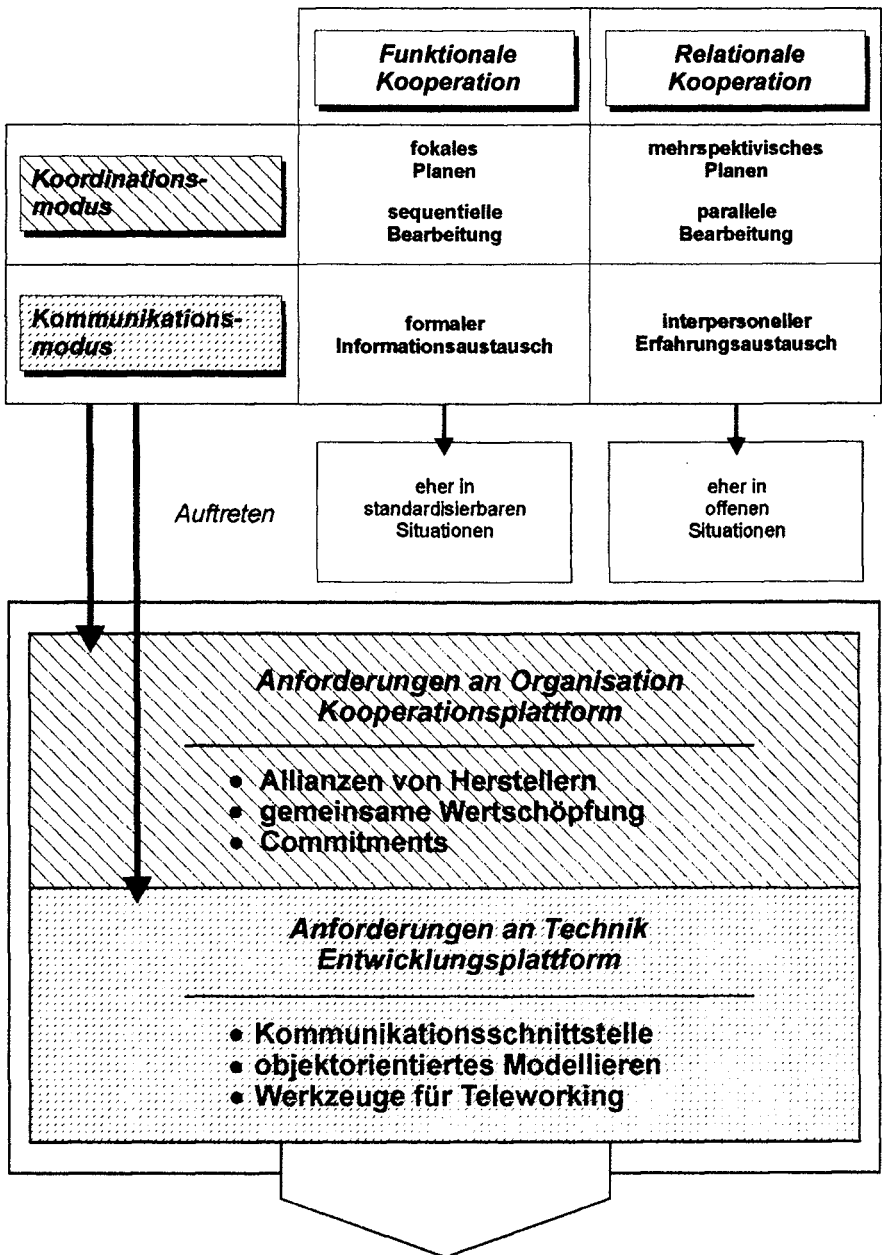 Funktionale
Kooperation
Relationale
Kooperation
Koordinations-
modus
fokales
Planen
sequentielle
Bearbeitung
mehrspektivisches
Planen
parallele
Bearbeitung
Kommunikations-
modus
formaler
Informationsaustausch
interpersoneller
Erfahrungsaustausch
Auftreten
eher in
standardisierbaren
Situationen
eher in
offenen
Situationen
Anforderungen an Organisation
Kooperationsplattform
• Allianzen von Herstellern
• gemeinsame Wertschöpfung
• Commitments
Anforderungen an Technik
Entwicklungsplattform
• Kommunikationsschnittstelle
• objektorientiertes Modellieren
• Werkzeuge für Teleworking